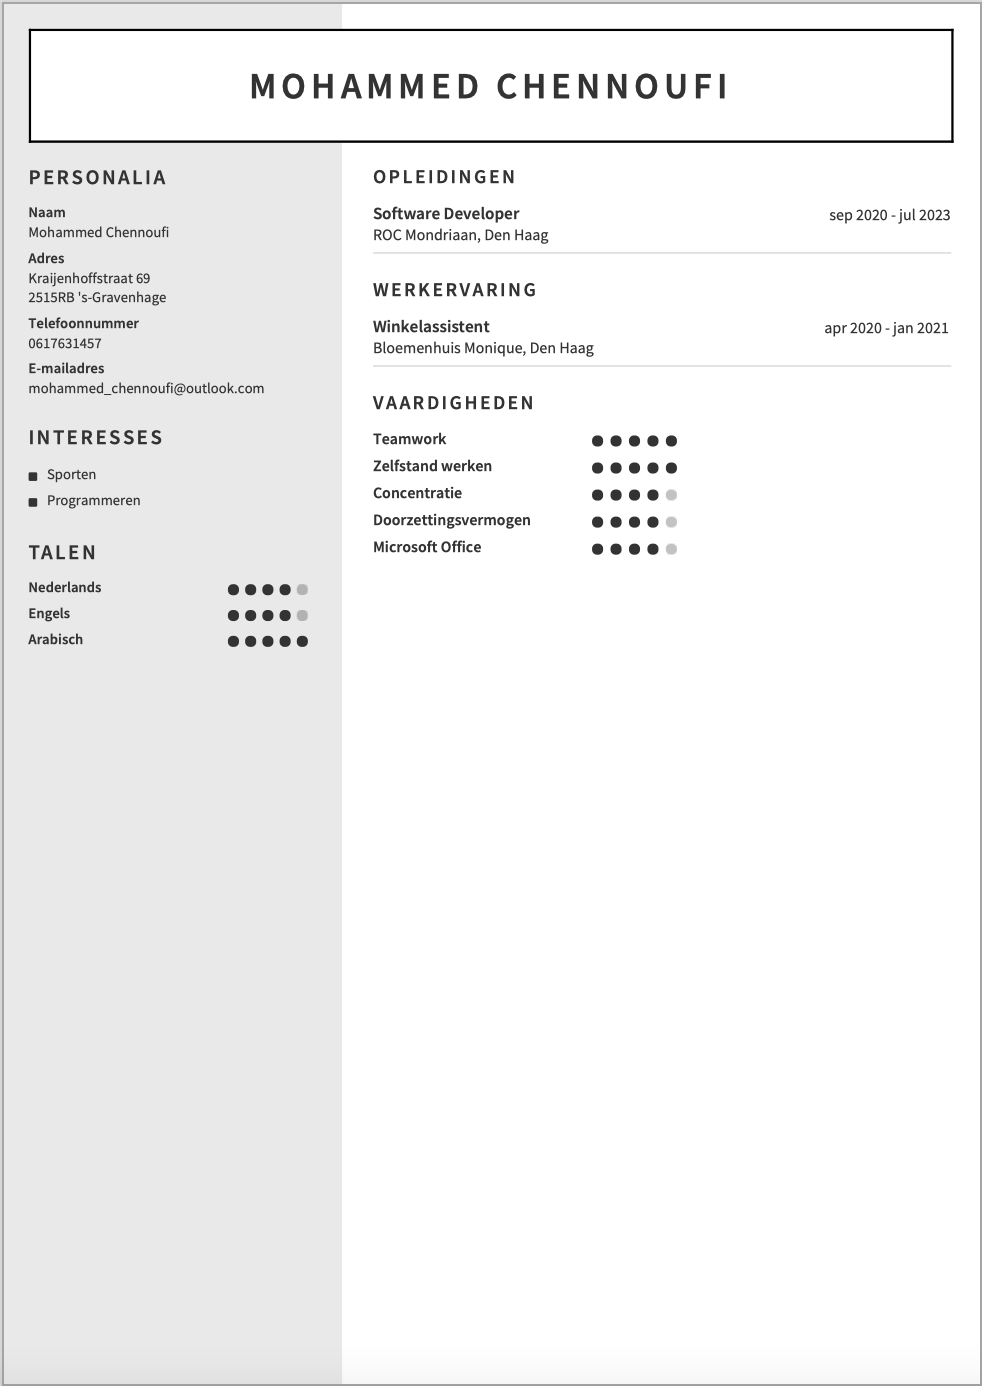 MOHAMMED CHENNOUFI
PERSONALIA
Naam
Mohammed Chennoufi
Adres
Kraijenhoffstraat 69
2515RB 's-Gravenhage
Telefoonnummer
0617631457
E-mailadres
mohammed_chennoufi@outlook.com
INTERESSES
Sporten
Programmeren
TALEN
Nederlands
Engels
Arabisch
OPLEIDINGEN
Software Developer sep 2020 - jul 2023
ROC Mondriaan, Den Haag
WERKERVARING
Winkelassistent apr 2020 - jan 2021
Bloemenhuis Monique, Den Haag
VAARDIGHEDEN
Teamwork
Zelfstand werken
Concentratie
Doorzettingsvermogen
Microsoft Office